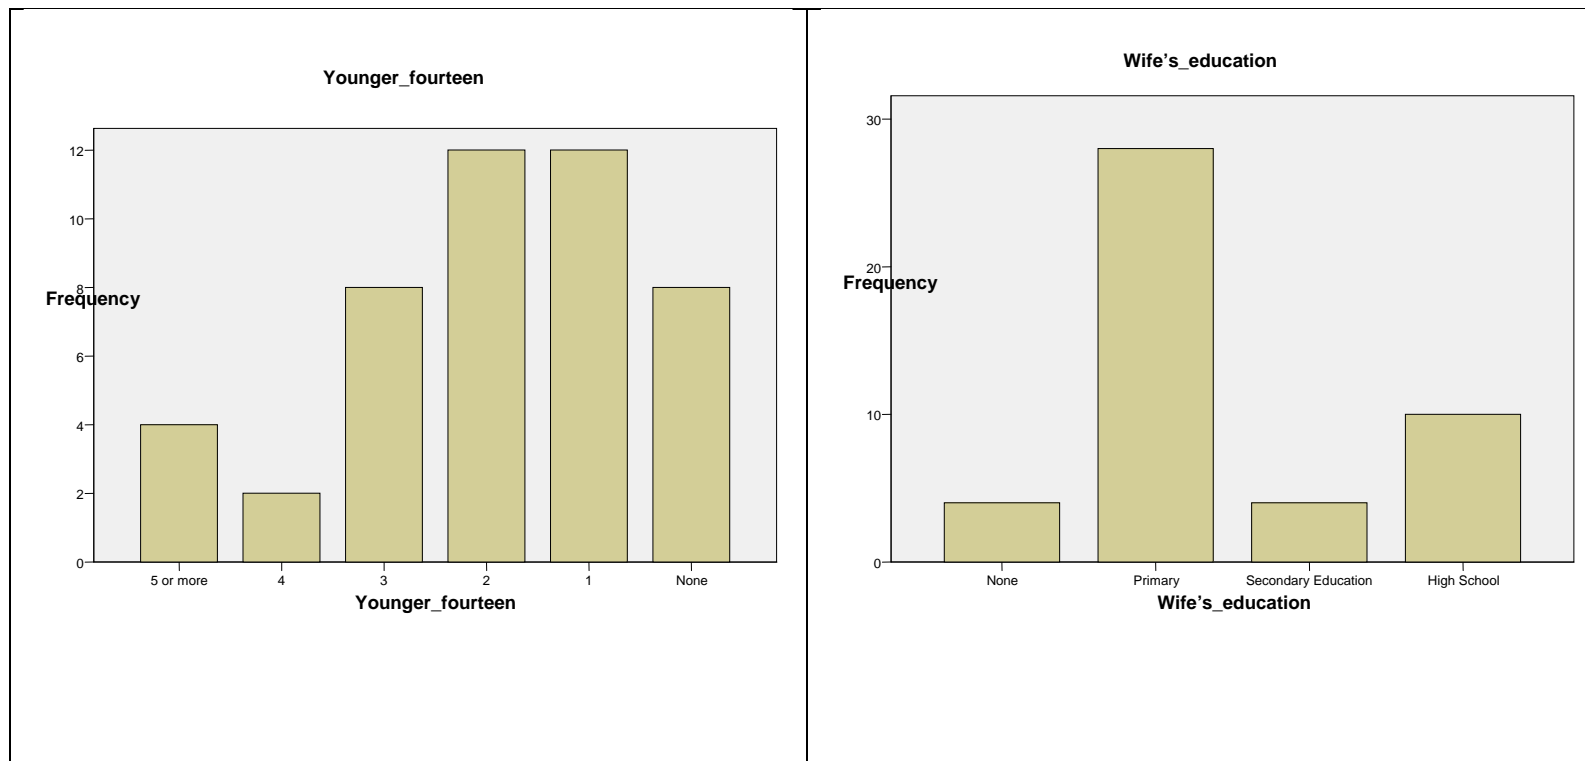 Younger_fourteen
12
10
8
Frequency
6
4
2
0
5 or more 4 3 2 1 None
Younger_fourteen
Wife’s_education
30
20
Frequency
10
0
None Primary Secondary Education High School
Wife’s_education